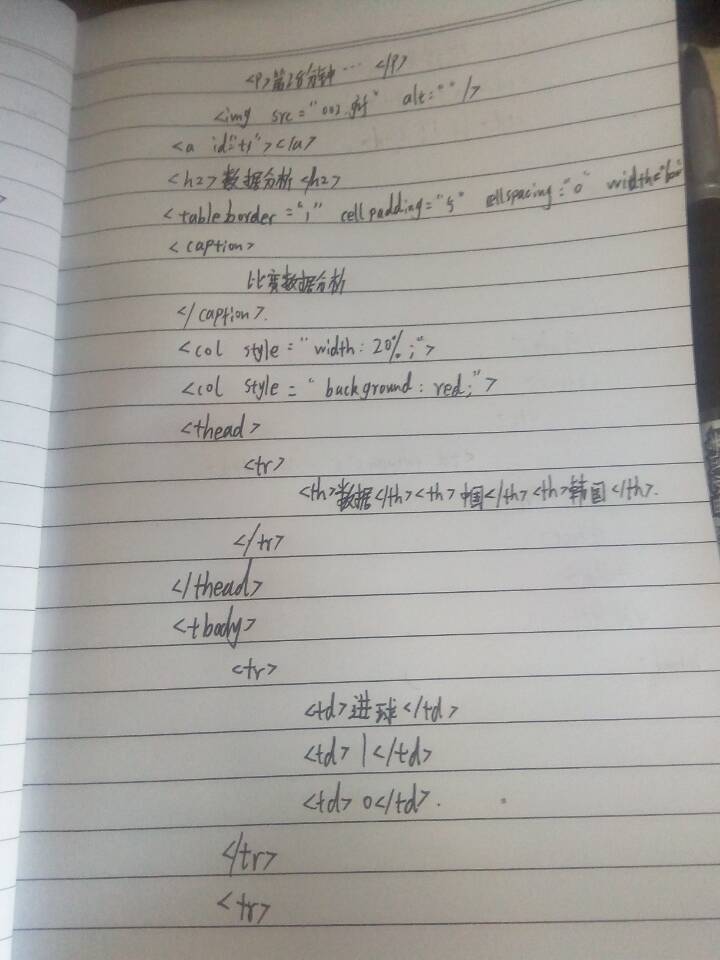 <p>第28分钟… </p>
<img src="003.gif" alt="" />
<a id="t1"></a>
<h2>数据分析</h2>
<table border="1" cellpadding="5" cellspacing="0" width=
<caption>
比赛数据分析
</caption>.
<col style="width:20%;">
<col style="background:red;">
<thead>
<tr>
<th>数据</th><th>中国</th><th>韩国</th>.
</tr>
</thead>
<tbody>
<tr>
<td>进球</td>
<td>1</td>
<td>0</td>.
</tr>
<tr>